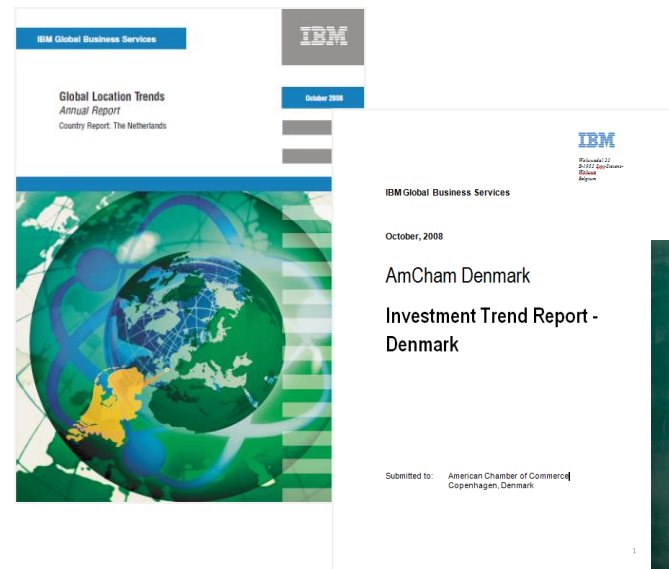 IBM Global Business Services
IBM
Global Location Trends
Annual Report
Country Report: The Netherlands
October 2008
IBM
Belgium
IBM Global Business Services
October, 2008
AmCham Denmark
Investment Trend Report -
Denmark
Submitted to: American Chamber of Commerce
Copenhagen, Denmark
1